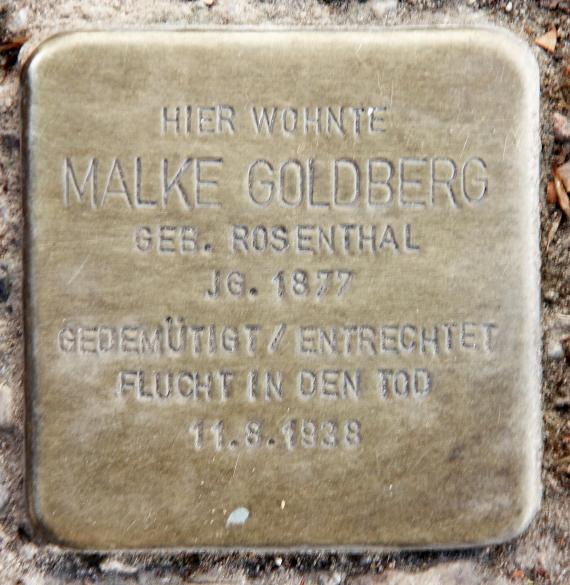 HIER WOHNTE
MALKE GOLDBERG
GEB. ROSENTHAL
JG. 1877
GEDEMÜTIGT / ENTRECHTET
FLUCHT IN DEN TOD
11.8.1938